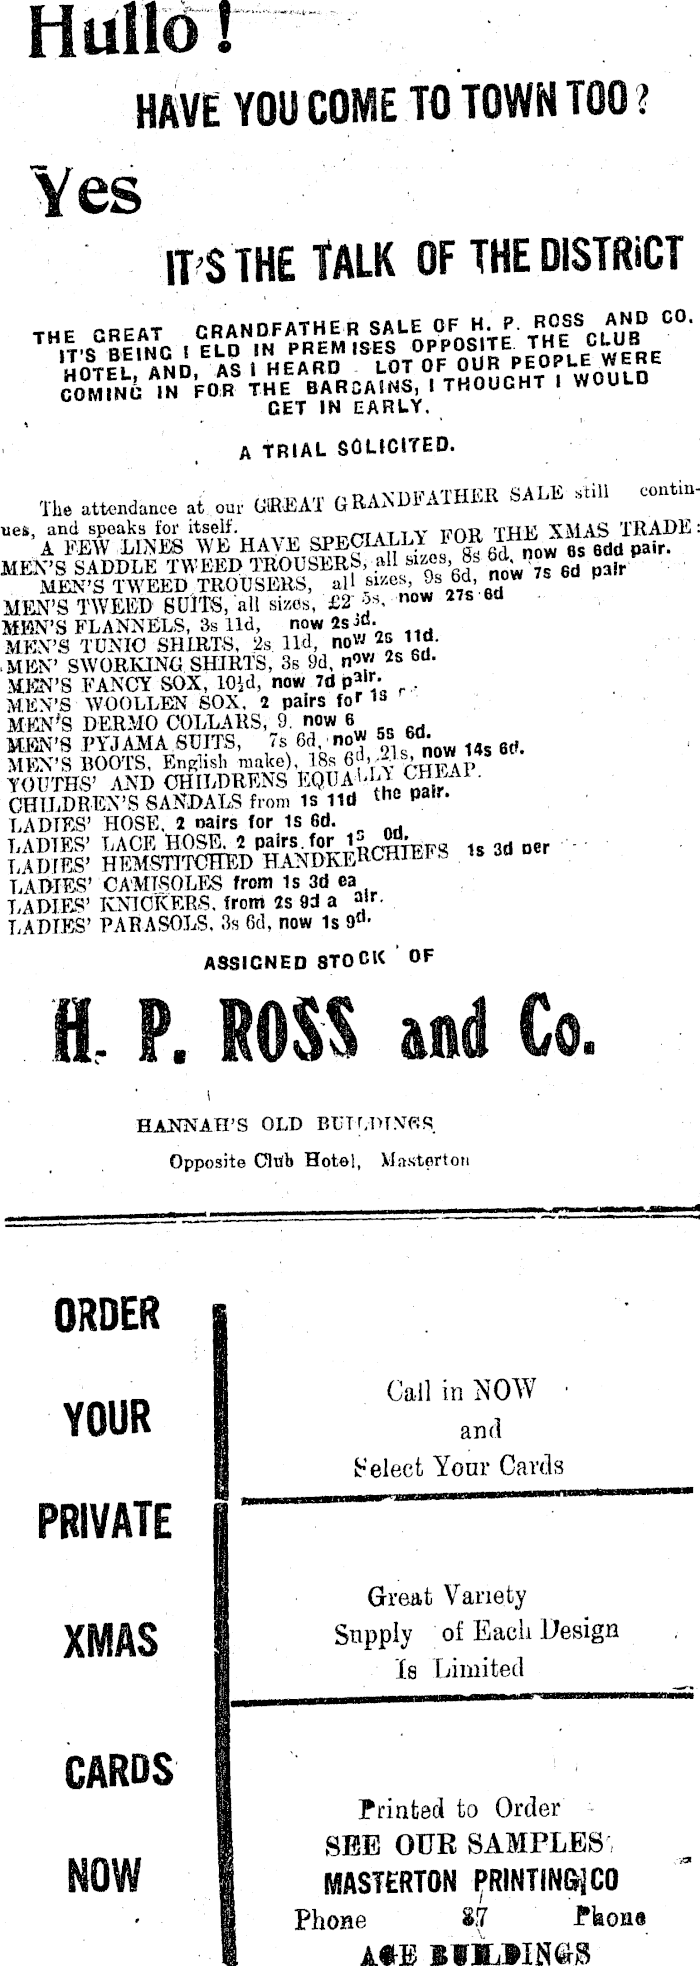 Hullo!
HAVE YOU COME TO TOWN TOO?
Yes
IT'S THE TALK OF THE DISTRiCT
THE GREAT GRANDFATHER SALE OF H. P. ROSS AND CO.
IT'S BEING I ELD IN PREMISES OPPOSITE THE CLUB
HOTEL, AND, AS I HEARD LOT OF OUR PEOPLE WERE
COMING IN FOR THE BARGAINS, I THOUGHT I WOULD
GET IN EARLY.
A TRIAL SOLICITED.
The attendance at our GREAT GRANDFATHER SALE still contin-
ues, and speaks for itself.
A FEW LINES WE HAVE SPECIALLY FOR THE XMAS TRADE:
MEN'S SADDLE TWEED TROUSERS, all sizes, 8s 6d, now 6s 6dd pair.
MEN'S TWEED TROUSERS, all sizes, 9s 6d, now 7s 6d pair
MEN'S TWEED SUITS, all sizes, £2 5s, now 27s 6d
MEN'S FLANNELS, 3s 11d, now 2s 3d.
MEN'S TUNIC SHIRTS, 2s 11d, now 2s 11d.
MEN' SWORKING SHIRTS, 3s 9d, now 2s 6d.
MEN'S FANCY SOX, 10½d, now 7d pair.
MEN'S WOOLLEN SOX, 2 pairs for 1s
MEN'S DERMO COLLARS, 9, now 6
MEN'S PYJAMA SUITS, 7s 6d, now 5s 6d.
MEN'S BOOTS, English make), 18s 6d, 21s, now 14s 6d.
YOUTHS' AND CHILDRENS EQUALLY CHEAP.
CHILDREN'S SANDALS from 1s 11d the pair.
LADIES' HOSE, 2 pairs for 1s 6d.
LADIES' LACE HOSE, 2 pairs for 1s 0d.
LADIES' HEMSTITCHED HANDKERCHIEFS 1s 3d per
LADIES' CAMISOLES from 1s 3d ea
LADIES' KNICKERS, from 2s 9d a air.
LADIES' PARASOLS, 3s 6d, now 1s 9d.
ASSIGNED STOCK OF
H. P. ROSS and Co.
HANNAH'S OLD BUILDINGS
Opposite Club Hotel, Masterton
ORDER
YOUR
PRIVATE
XMAS
CARDS
NOW
Call in NOW
and
Select Your Cards
Great Variety
Supply of Each Design
Is Limited
Printed to Order
SEE OUR SAMPLES
MASTERTON PRINTING CO
Phone 37 Phone
AGE BUILDINGS